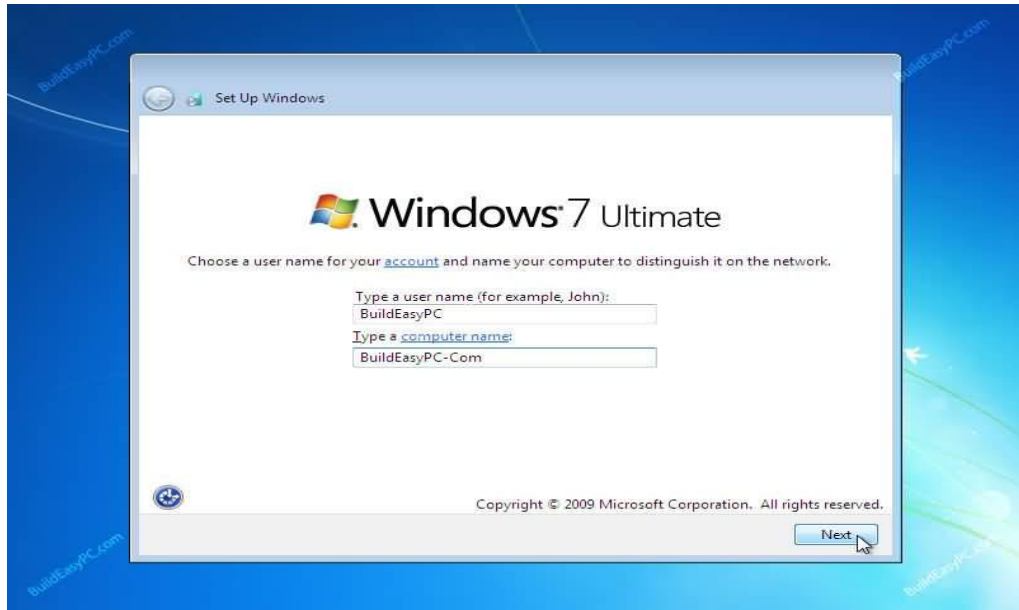 BuildEasyPC.com
BuildEasyPC.com
Set Up Windows
Windows 7 Ultimate
Choose a user name for your account and name your computer to distinguish it on the network.
Type a user name (for example, John):
BuildEasyPC
Type a computer name:
BuildEasyPC-Com
Copyright © 2009 Microsoft Corporation. All rights reserved.
Next
BuildEasyPC.com
BuildEasyPC.com